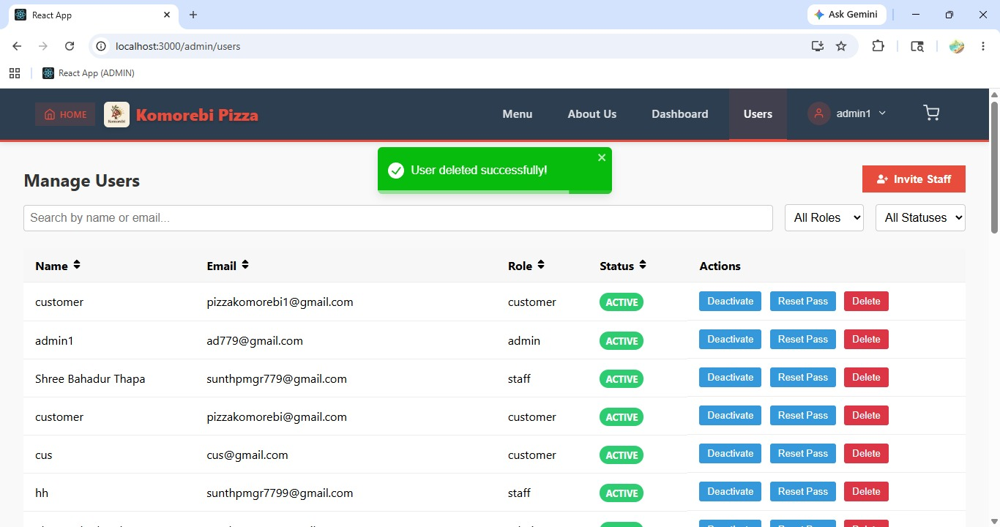 React App
Ask Gemini
localhost:3000/admin/users
React App (ADMIN)
HOME
Komorebi
Komorebi Pizza
Menu
About Us
Dashboard
Users
admin1
User deleted successfully!
Manage Users
Invite Staff
Search by name or email...
All Roles
All Statuses
Name Email Role Status Actions
customer pizzakomorebi1@gmail.com customer ACTIVE Deactivate Reset Pass Delete
admin1 ad779@gmail.com admin ACTIVE Deactivate Reset Pass Delete
Shree Bahadur Thapa sunthpmgr779@gmail.com staff ACTIVE Deactivate Reset Pass Delete
customer pizzakomorebi@gmail.com customer ACTIVE Deactivate Reset Pass Delete
cus cus@gmail.com customer ACTIVE Deactivate Reset Pass Delete
hh sunthpmgr7799@gmail.com staff ACTIVE Deactivate Reset Pass Delete